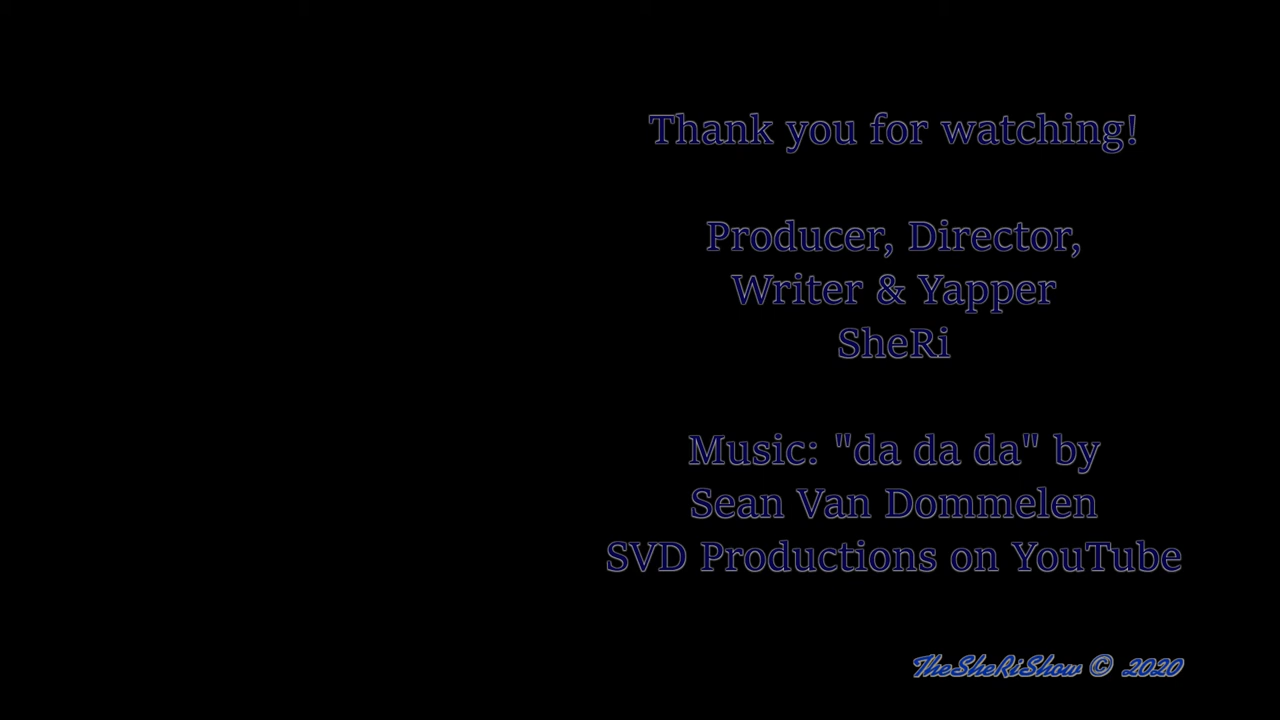 Thank you for watching!
Producer, Director,
Writer & Yapper
SheRi
Music: "da da da" by
Sean Van Dommelen
SVD Productions on YouTube
TheSheRiShow © 2020